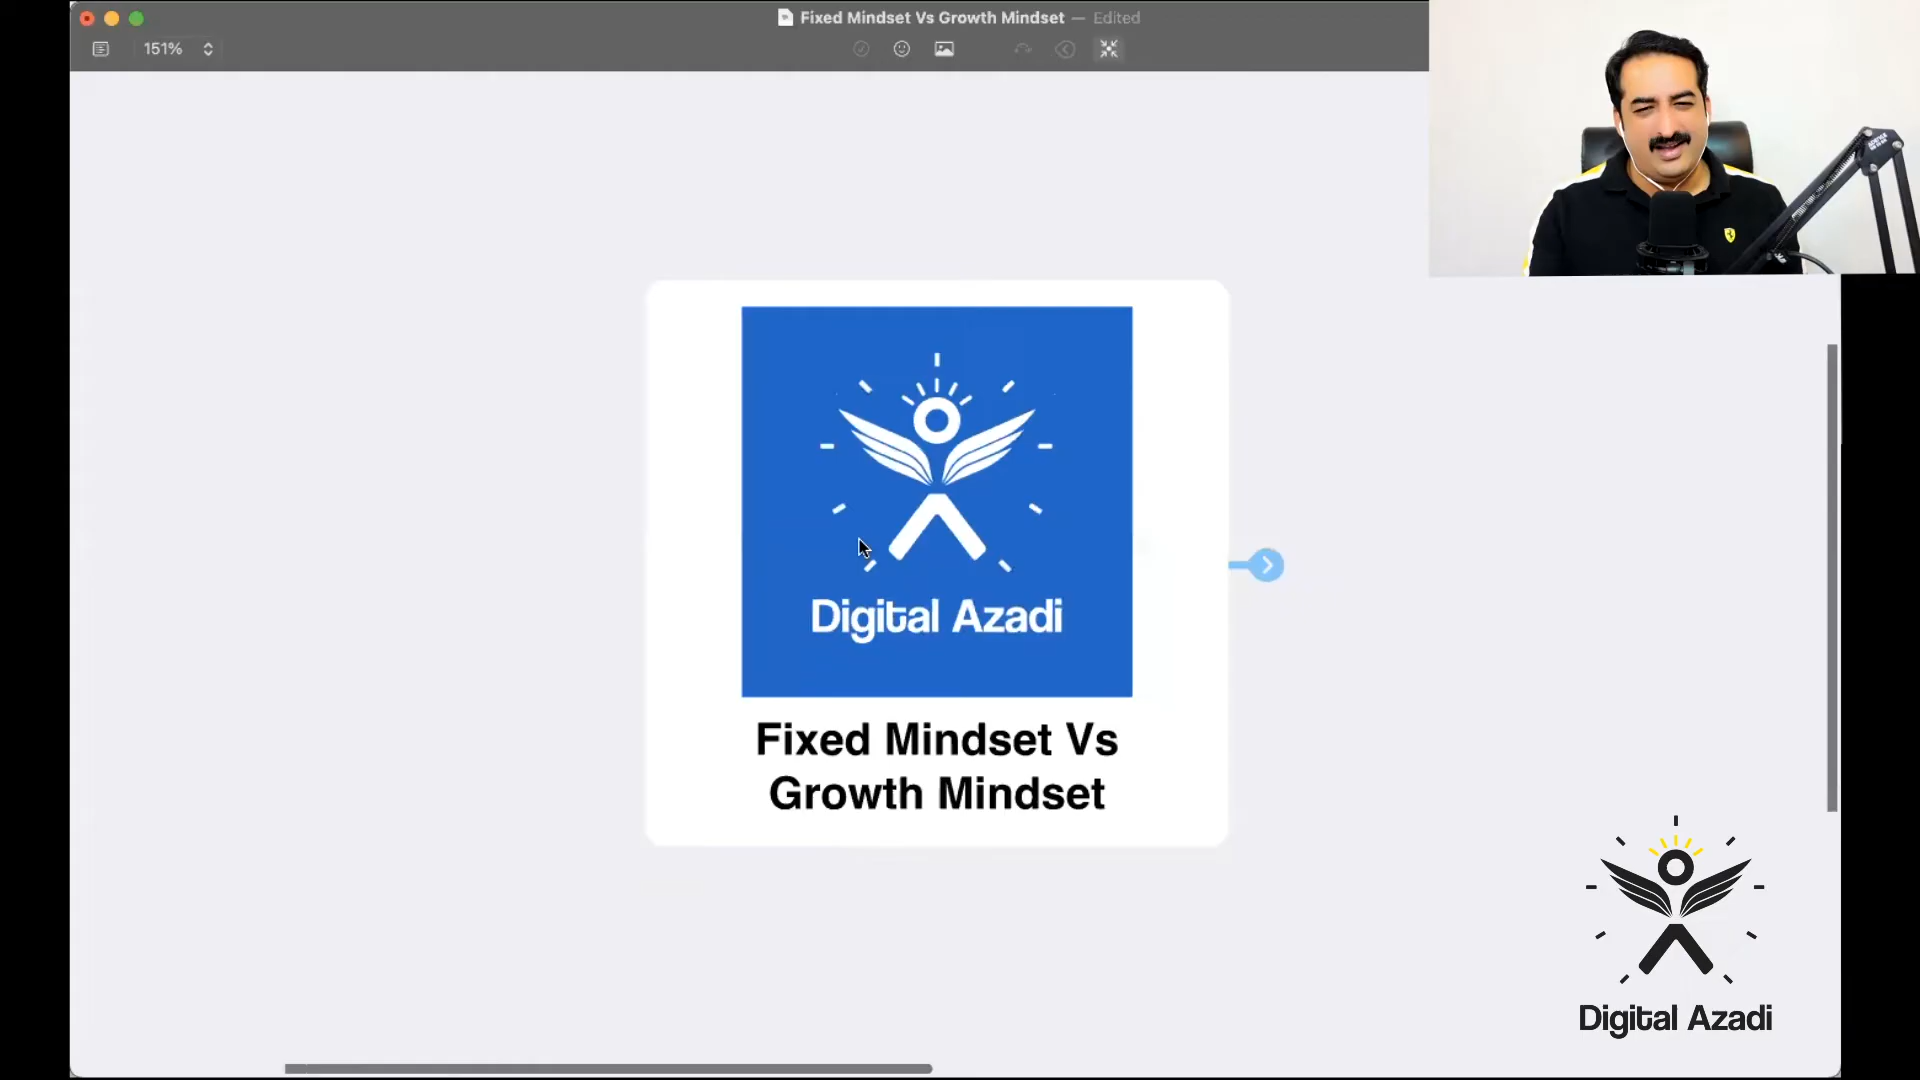 Fixed Mindset Vs Growth Mindset — Edited
151%
Digital Azadi
Fixed Mindset Vs
Growth Mindset
Digital Azadi